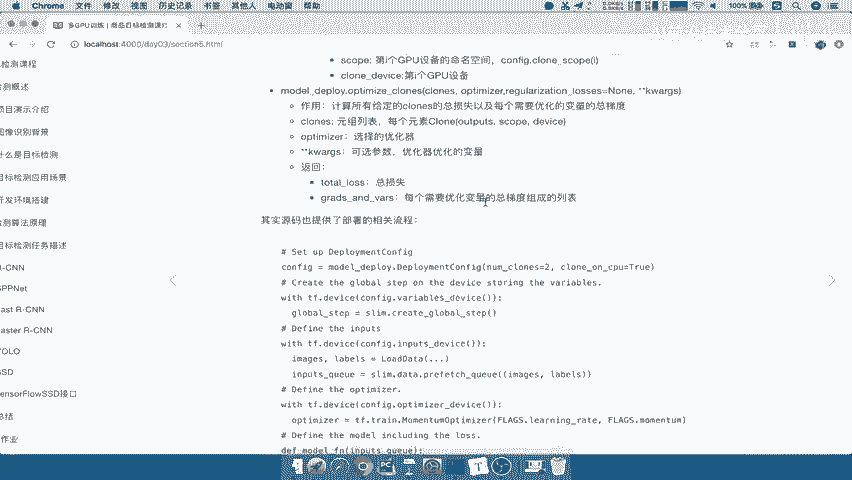 文件 修改 显示 历史记录 书签 其他人 电动窗 帮助
100%
多GPU训练 | 商品目标检测课程
localhost:4000/day03/section5.html
scope: 第i个GPU设备的命名空间, config.clone_scope(i)
检测课程
clone_device:第i个GPU设备
检测概述
model_deploy.optimize_clones(clones, optimizer,regularization_losses=None, **kwargs)
项目演示介绍
作用：计算所有给定的clones的总损失以及每个需要优化的变量的总梯度
图像识别背景
clones: 元组列表，每个元素Clone(outputs, scope, device)
optimizer：选择的优化器
什么是目标检测
**kwargs：可选参数，优化器优化的变量
目标检测应用场景
返回：
开发环境搭建
total_loss：总损失
检测算法原理
grads_and_vars：每个需要优化变量的总梯度组成的列表
其实源码也提供了部署的相关流程：
目标检测任务描述
# Set up DeploymentConfig
R-CNN
config = model_deploy.DeploymentConfig(num_clones=2, clone_on_cpu=True)
SPPNet
# Create the global step on the device storing the variables.
with tf.device(config.variables_device()):
ast R-CNN
global_step = slim.create_global_step()
aster R-CNN
# Define the inputs
with tf.device(config.inputs_device()):
YOLO
images, labels = LoadData(...)
SSD
inputs_queue = slim.data.prefetch_queue((images, labels))
# Define the optimizer.
ensorFlowSSD接口
with tf.device(config.optimizer_device()):
总结
optimizer = tf.train.MomentumOptimizer(FLAGS.learning_rate, FLAGS.momentum)
# Define the model including the loss.
作业
def model_fn(inputs_queue):